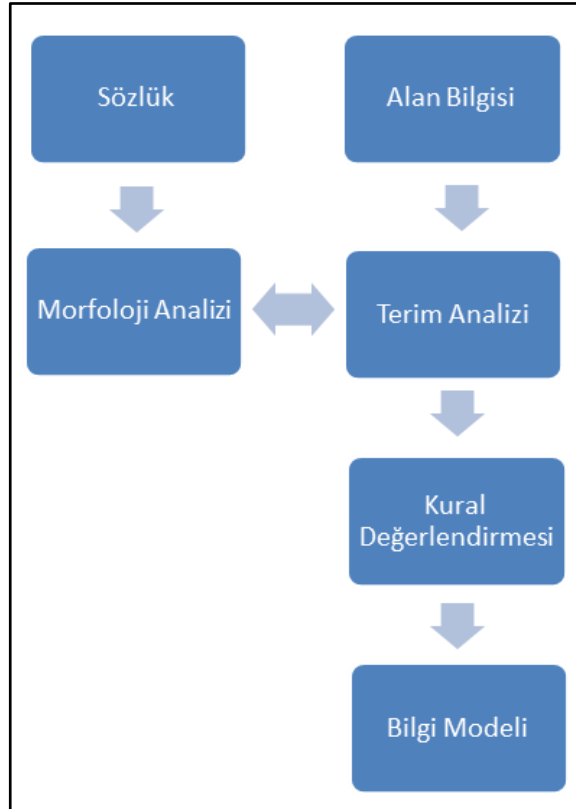 Sözlük
Alan Bilgisi
Morfoloji Analizi
Terim Analizi
Kural
Değerlendirmesi
Bilgi Modeli